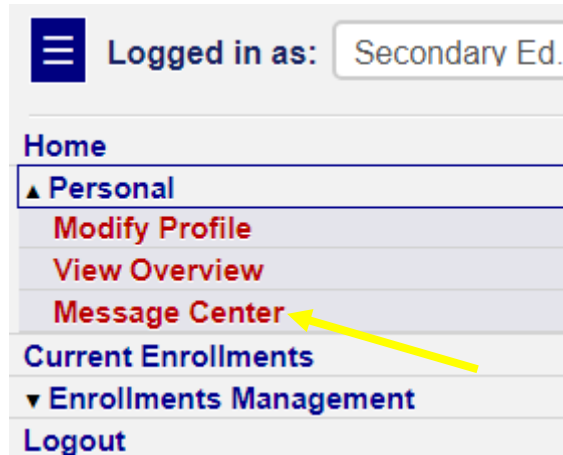 Logged in as: Secondary Ed.
Home
▴ Personal
Modify Profile
View Overview
Message Center
Current Enrollments
▾ Enrollments Management
Logout